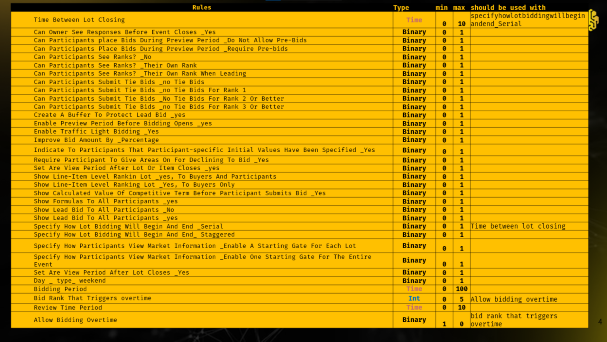 Rules Type min max should be used with
Time Between Lot Closing Time 0 10 specifyhowlotbiddingwillbegin
andend_Serial
Can Owner See Responses Before Event Closes _Yes Binary 0 1
Can Participants place Bids During Preview Period _Do Not Allow Pre-Bids Binary 0 1
Can Participants Place Bids During Preview Period _Require Pre-bids Binary 0 1
Can Participants See Ranks? _No Binary 0 1
Can Participants See Ranks? _Their Own Rank Binary 0 1
Can Participants See Ranks? _Their Own Rank When Leading Binary 0 1
Can Participants Submit Tie Bids _no Tie Bids Binary 0 1
Can Participants Submit Tie Bids _No Tie Bids For Rank 1 Binary 0 1
Can Participants Submit Tie Bids _No Tie Bids For Rank 2 Or Better Binary 0 1
Can Participants Submit Tie Bids _No Tie Bids For Rank 3 Or Better Binary 0 1
Create A Buffer To Protect Lead Bid _yes Binary 0 1
Enable Preview Period Before Bidding Opens _yes Binary 0 1
Enable Traffic Light Bidding _Yes Binary 0 1
Improve Bid Amount By _Percentage Binary 0 1
Indicate To Participants That Participant-specific Initial Values Have Been Specified _Yes Binary 0 1
Require Participant To Give Areas On For Declining To Bid _Yes Binary 0 1
Set Are View Period After Lot Or Item Closes _yes Binary 0 1
Show Line-Item Level Rankin Lot _yes, To Buyers And Participants Binary 0 1
Show Line-Item Level Ranking Lot _Yes, To Buyers Only Binary 0 1
Show Calculated Value Of Competitive Term Before Participant Submits Bid _Yes Binary 0 1
Show Formulas To All Participants _yes Binary 0 1
Show Lead Bid To All Participants _No Binary 0 1
Show Lead Bid To All Participants _yes Binary 0 1
Specify How Lot Bidding Will Begin And End _Serial Binary 0 1 Time between lot closing
Specify How Lot Bidding Will Begin And End_ Staggered Binary 0 1
Specify How Participants View Market Information _Enable A Starting Gate For Each Lot Binary 0 1
Specify How Participants View Market Information _Enable One Starting Gate For The Entire
Event Binary 0 1
Set Are View Period After Lot Closes _Yes Binary 0 1
Day _ type_ weekend Binary 0 1
Bidding Period Time 0 100
Bid Rank That Triggers overtime Int 0 5 Allow bidding overtime
Review Time Period Time 0 10
Allow Bidding Overtime Binary 1 0 bid rank that triggers
overtime
4